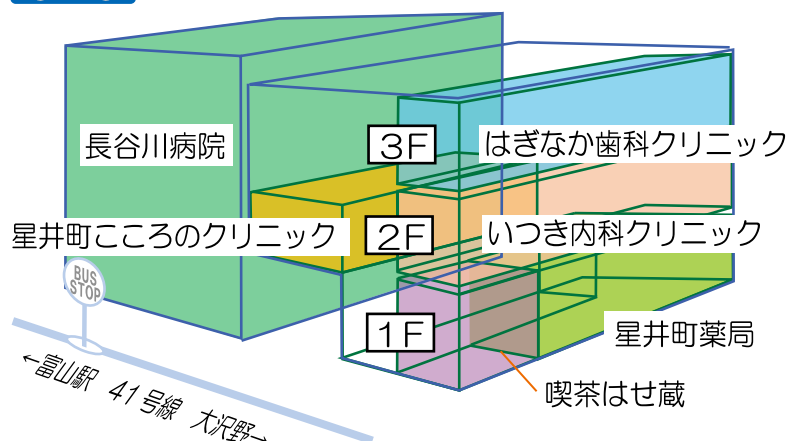 長谷川病院
3F
はぎなか歯科クリニック
星井町こころのクリニック
2F
いつき内科クリニック
BUS
STOP
1F
星井町薬局
喫茶はせ蔵
←富山駅 41号線 大沢野→